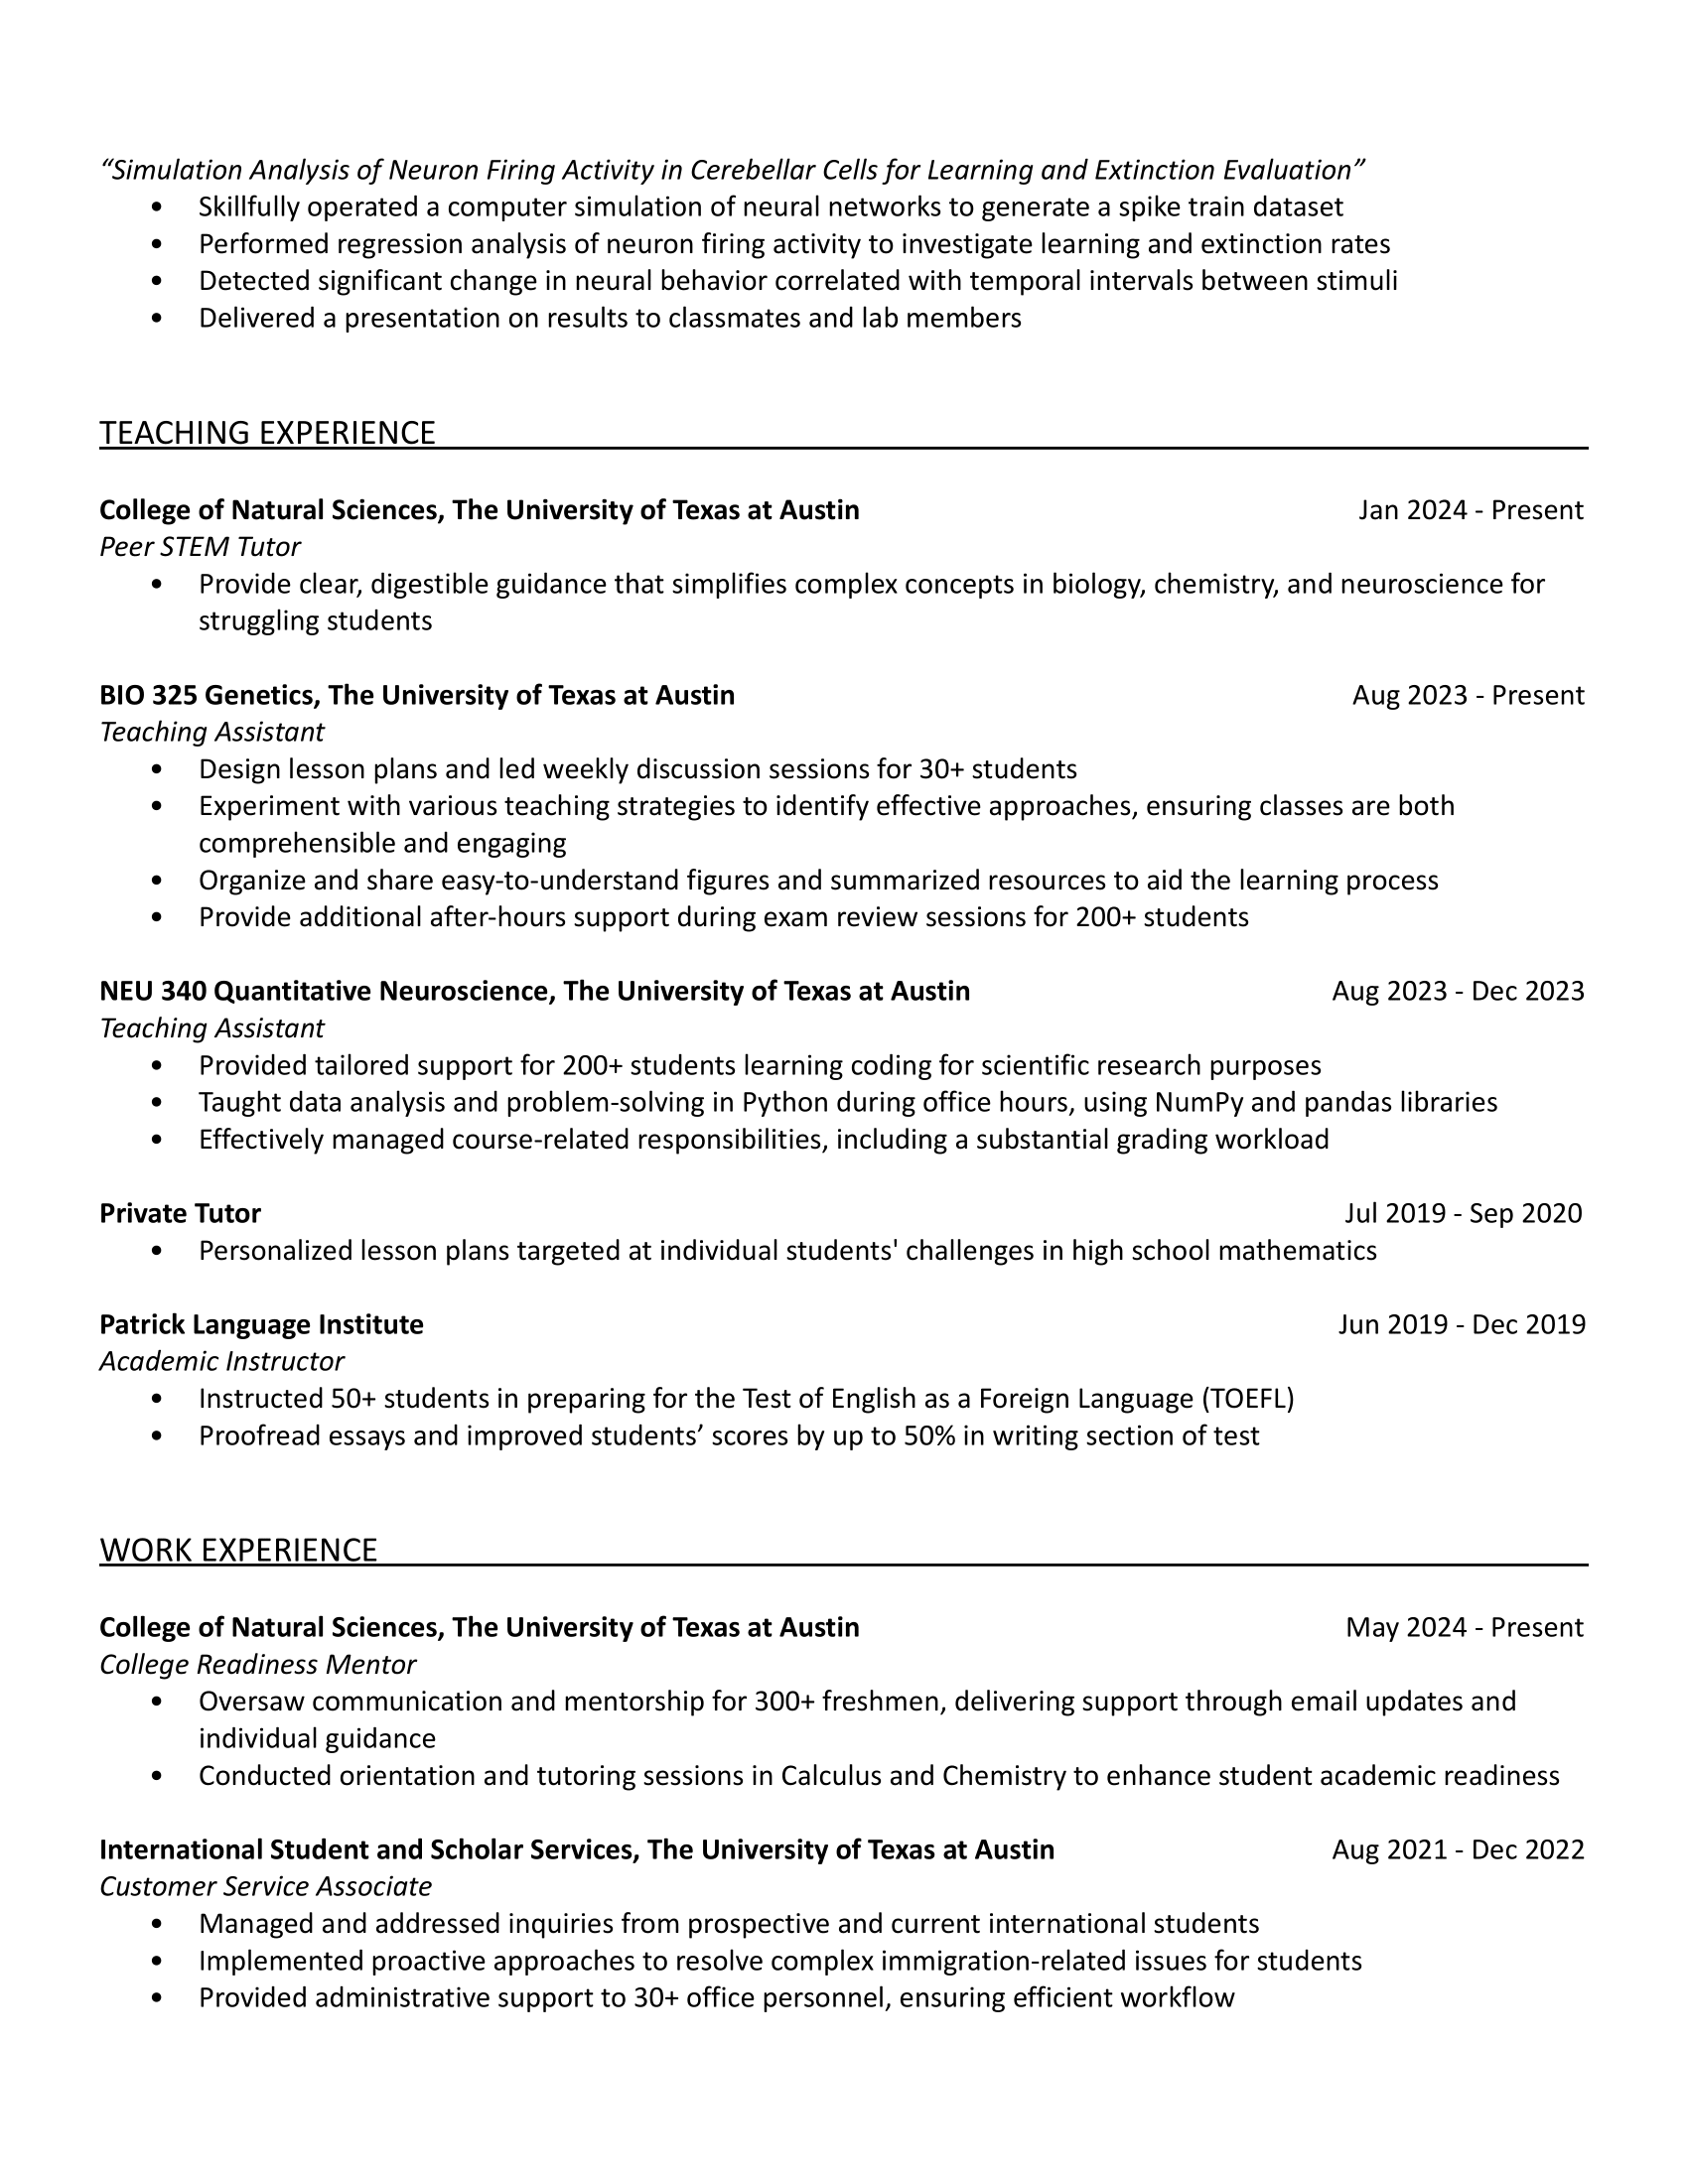 “Simulation Analysis of Neuron Firing Activity in Cerebellar Cells for Learning and Extinction Evaluation”
• Skillfully operated a computer simulation of neural networks to generate a spike train dataset
• Performed regression analysis of neuron firing activity to investigate learning and extinction rates
• Detected significant change in neural behavior correlated with temporal intervals between stimuli
• Delivered a presentation on results to classmates and lab members
TEACHING EXPERIENCE
College of Natural Sciences, The University of Texas at Austin Jan 2024 - Present
Peer STEM Tutor
• Provide clear, digestible guidance that simplifies complex concepts in biology, chemistry, and neuroscience for
struggling students
BIO 325 Genetics, The University of Texas at Austin Aug 2023 - Present
Teaching Assistant
• Design lesson plans and led weekly discussion sessions for 30+ students
• Experiment with various teaching strategies to identify effective approaches, ensuring classes are both
comprehensible and engaging
• Organize and share easy-to-understand figures and summarized resources to aid the learning process
• Provide additional after-hours support during exam review sessions for 200+ students
NEU 340 Quantitative Neuroscience, The University of Texas at Austin Aug 2023 - Dec 2023
Teaching Assistant
• Provided tailored support for 200+ students learning coding for scientific research purposes
• Taught data analysis and problem-solving in Python during office hours, using NumPy and pandas libraries
• Effectively managed course-related responsibilities, including a substantial grading workload
Private Tutor Jul 2019 - Sep 2020
• Personalized lesson plans targeted at individual students' challenges in high school mathematics
Patrick Language Institute Jun 2019 - Dec 2019
Academic Instructor
• Instructed 50+ students in preparing for the Test of English as a Foreign Language (TOEFL)
• Proofread essays and improved students’ scores by up to 50% in writing section of test
WORK EXPERIENCE
College of Natural Sciences, The University of Texas at Austin May 2024 - Present
College Readiness Mentor
• Oversaw communication and mentorship for 300+ freshmen, delivering support through email updates and
individual guidance
• Conducted orientation and tutoring sessions in Calculus and Chemistry to enhance student academic readiness
International Student and Scholar Services, The University of Texas at Austin Aug 2021 - Dec 2022
Customer Service Associate
• Managed and addressed inquiries from prospective and current international students
• Implemented proactive approaches to resolve complex immigration-related issues for students
• Provided administrative support to 30+ office personnel, ensuring efficient workflow